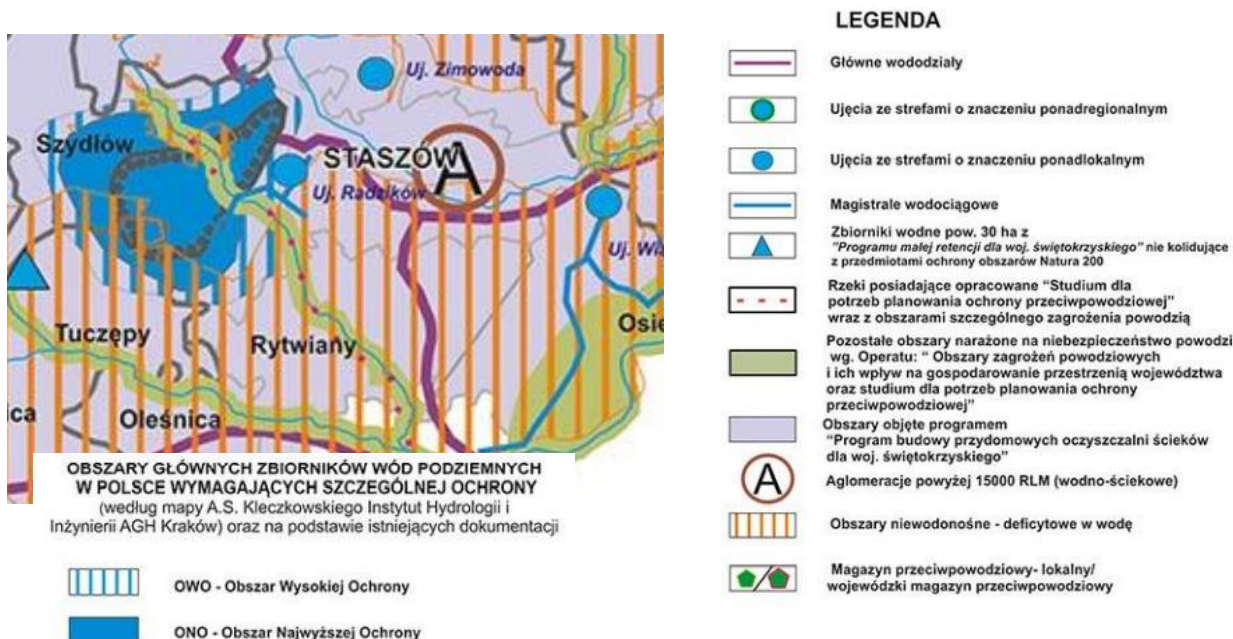 Uj. Zimowoda
Szydłów
STASZÓW
A
Uj. Radzików
Uj. Wią
Tuczępy
Rytwiany
Osie
ica
Oleśnica
OBSZARY GŁÓWNYCH ZBIORNIKÓW WÓD PODZIEMNYCH
W POLSCE WYMAGAJĄCYCH SZCZEGÓLNEJ OCHRONY
(według mapy A.S. Kleczkowskiego Instytut Hydrologii i
Inżynierii AGH Kraków) oraz na podstawie istniejących dokumentacji
OWO - Obszar Wysokiej Ochrony
ONO - Obszar Najwyższej Ochrony
LEGENDA
Główne wododziały
Ujęcia ze strefami o znaczeniu ponadregionalnym
Ujęcia ze strefami o znaczeniu ponadlokalnym
Magistrale wodociągowe
Zbiorniki wodne pow. 30 ha z
"Programu małej retencji dla woj. świętokrzyskiego" nie kolidujące
z przedmiotami ochrony obszarów Natura 200
Rzeki posiadające opracowane "Studium dla
potrzeb planowania ochrony przeciwpowodziowej"
wraz z obszarami szczególnego zagrożenia powodzią
Pozostałe obszary narażone na niebezpieczeństwo powodzi
wg. Operatu: " Obszary zagrożeń powodziowych
i ich wpływ na gospodarowanie przestrzenią województwa
oraz studium dla potrzeb planowania ochrony
przeciwpowodziowej"
Obszary objęte programem
"Program budowy przydomowych oczyszczalni ścieków
dla woj. świętokrzyskiego"
A
Aglomeracje powyżej 15000 RLM (wodno-ściekowe)
Obszary niewodonośne - deficytowe w wodę
Magazyn przeciwpowodziowy- lokalny/
wojewódzki magazyn przeciwpowodziowy